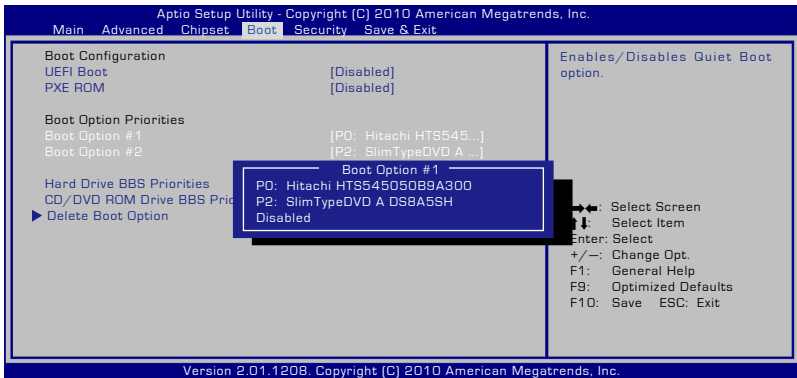 Aptio Setup Utility - Copyright (C) 2010 American Megatrends, Inc.
Main Advanced Chipset Boot Security Save & Exit
Boot Configuration
UEFI Boot [Disabled]
PXE ROM [Disabled]
Boot Option Priorities
Boot Option #1 [P0: Hitachi HTS545...]
Boot Option #2 [P2: SlimTypeDVD A ...]
Hard Drive BBS Priorities
CD/DVD ROM Drive BBS Prio
Delete Boot Option
Boot Option #1
P0: Hitachi HTS545050B9A300
P2: SlimTypeDVD A DS8A5SH
Disabled
Enables/Disables Quiet Boot
option.
→←: Select Screen
↑↓: Select Item
Enter: Select
+/—: Change Opt.
F1: General Help
F9: Optimized Defaults
F10: Save ESC: Exit
Version 2.01.1208. Copyright (C) 2010 American Megatrends, Inc.